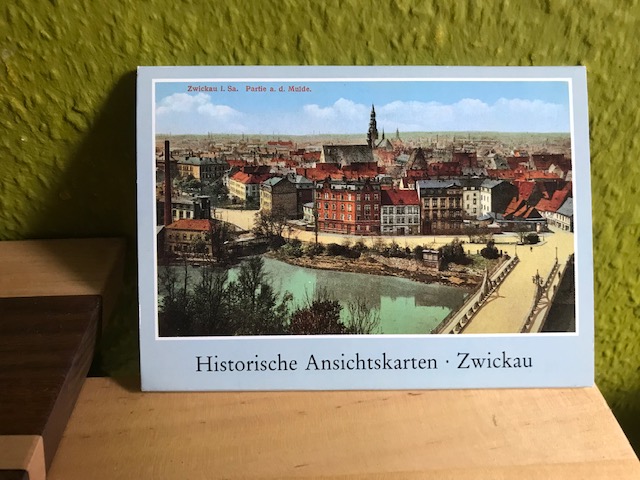 Zwickau i. Sa. Partie a. d. Mulde.
Historische Ansichtskarten · Zwickau